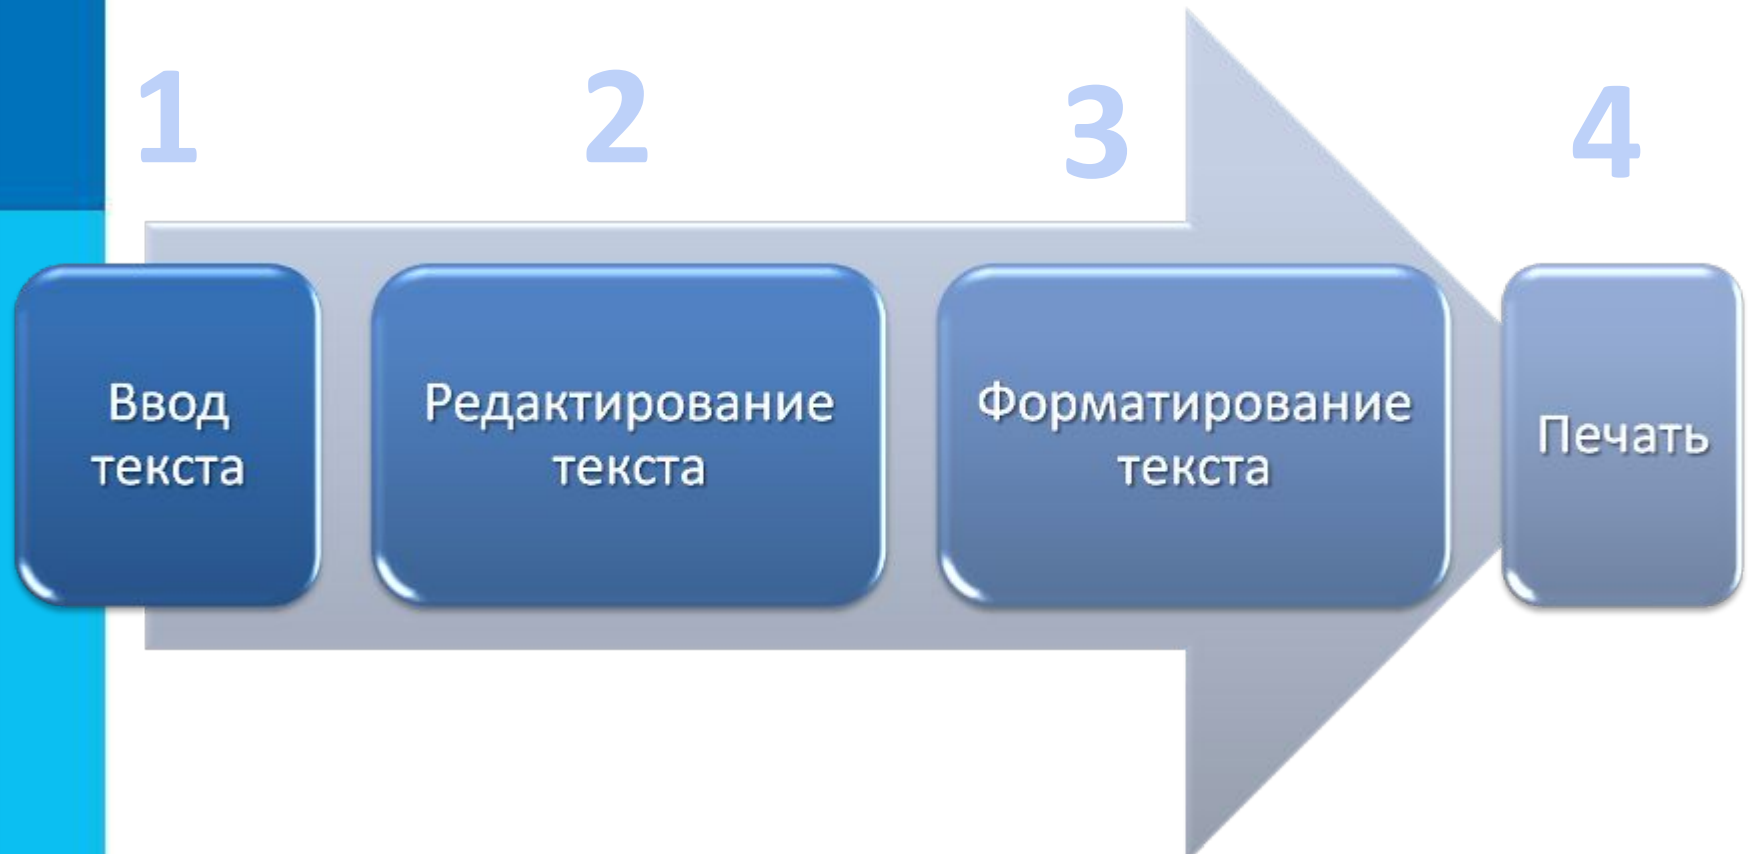 1
2
3
4
Ввод
текста
Редактирование
текста
Форматирование
текста
Печать